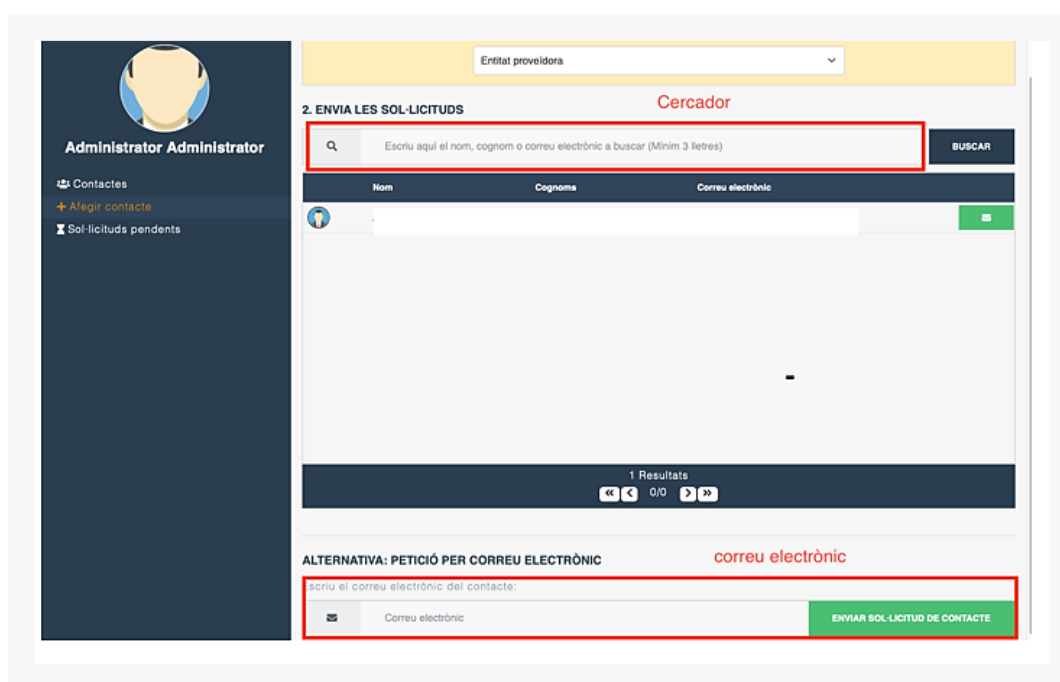 Administrator Administrator
Contactes
+ Afegir contacte
Sol·licituds pendents
Entitat proveïdora
2. ENVIA LES SOL·LICITUDS
Cercador
Escriu aquí el nom, cognom o correu electrònic a buscar (Mínim 3 lletres)
BUSCAR
Nom Cognoms Correu electrònic
1 Resultats
« < 0/0 > »
ALTERNATIVA: PETICIÓ PER CORREU ELECTRÒNIC
correu electrònic
Escriu el correu electrònic del contacte:
Correu electrònic
ENVIAR SOL·LICITUD DE CONTACTE